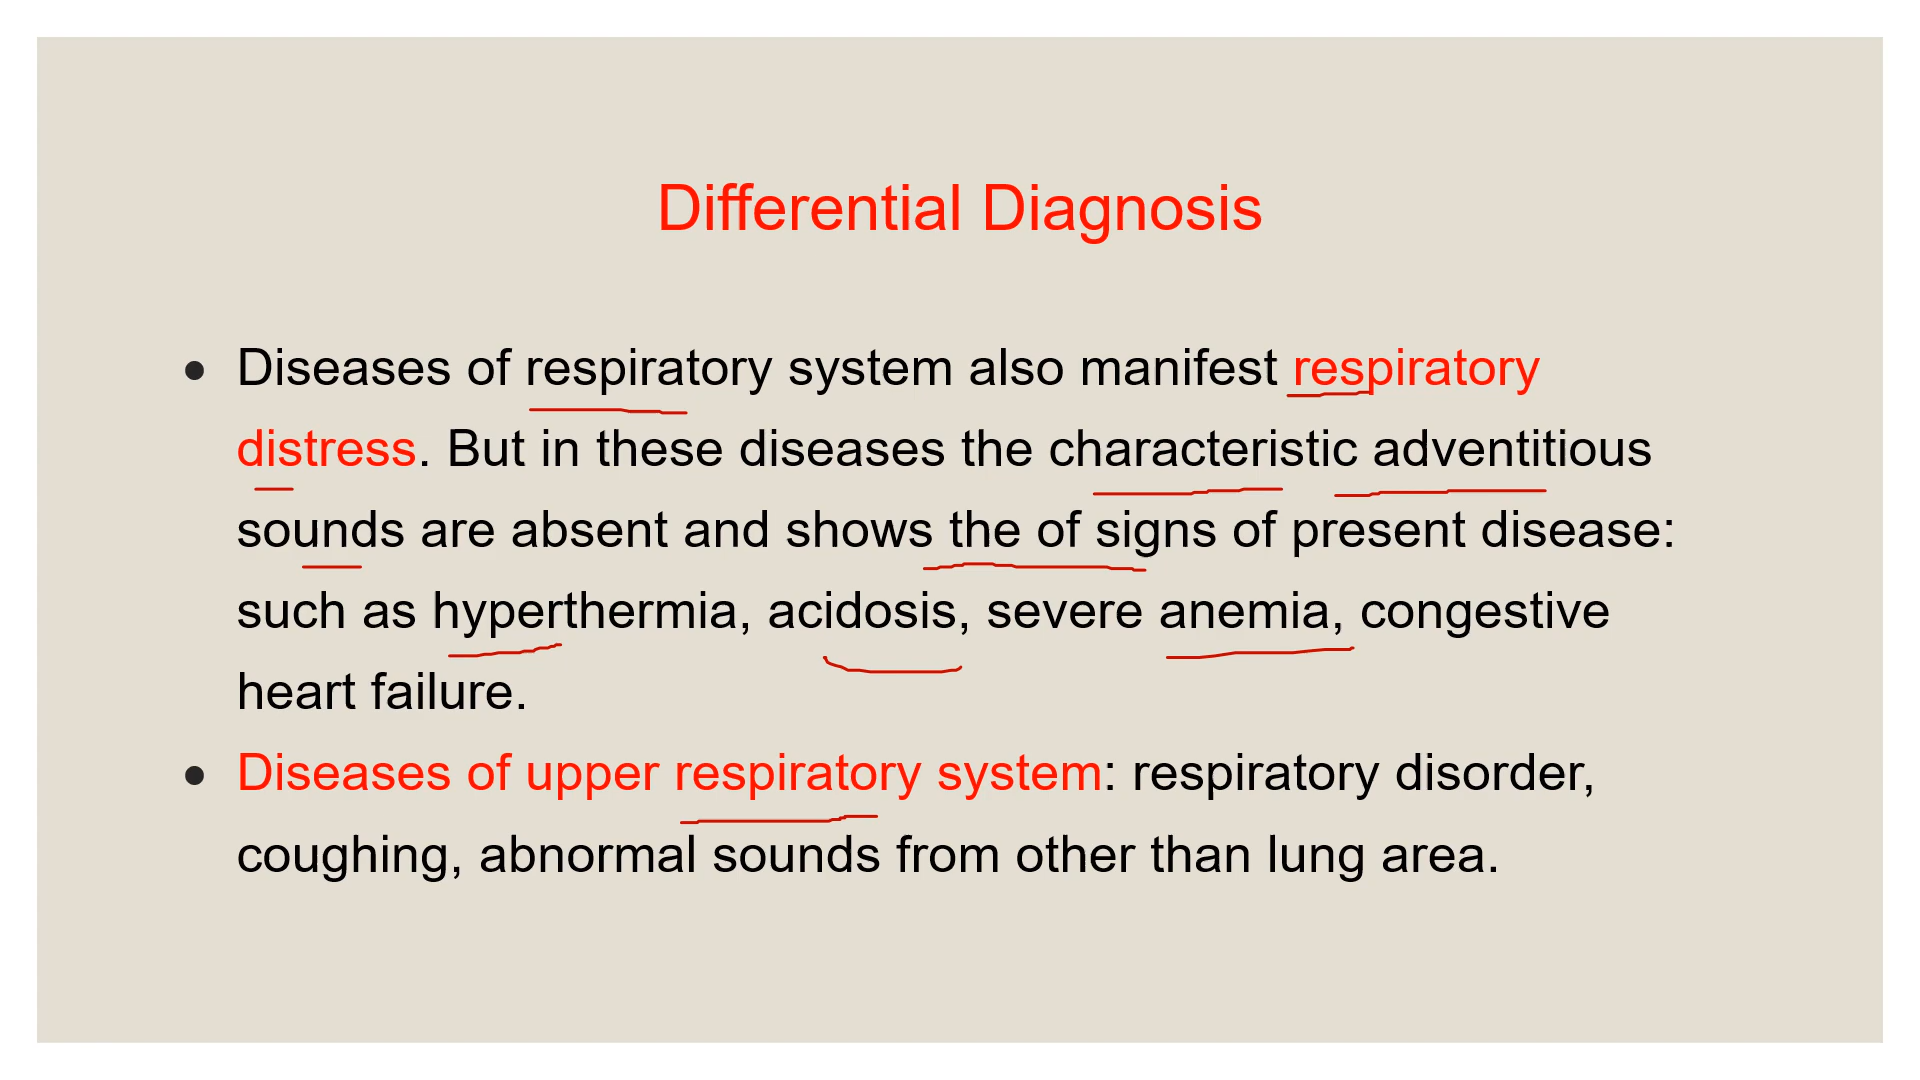 Differential Diagnosis
• Diseases of respiratory system also manifest respiratory
distress. But in these diseases the characteristic adventitious
sounds are absent and shows the of signs of present disease:
such as hyperthermia, acidosis, severe anemia, congestive
heart failure.
• Diseases of upper respiratory system: respiratory disorder,
coughing, abnormal sounds from other than lung area.